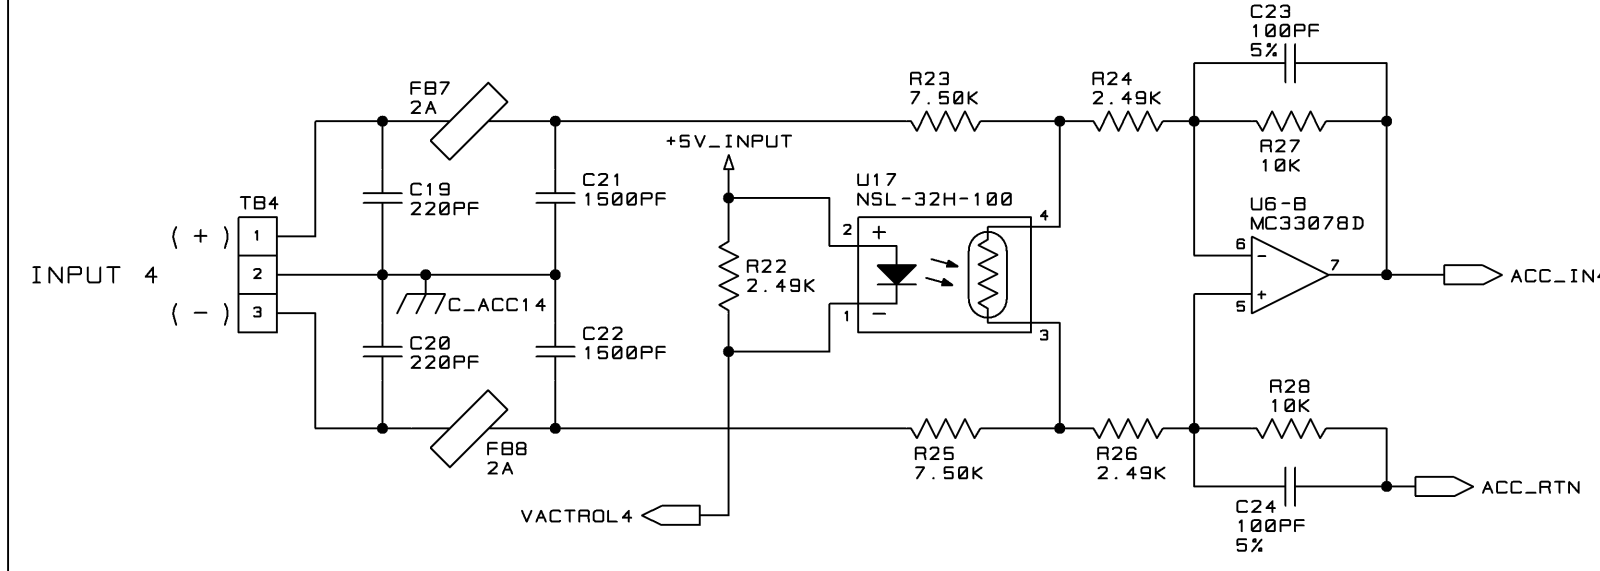 C23
100PF
5%
FB7
2A
R23
7.50K
R24
2.49K
+5V_INPUT
R27
10K
C19
220PF
C21
1500PF
U17
NSL-32H-100
TB4
( + )
1
2
+
4
U6-B
MC33078D
6
-
7
INPUT 4
2
R22
2.49K
ACC_IN4
C_ACC14
( - )
3
1
-
3
+
5
C20
220PF
C22
1500PF
R28
10K
FB8
2A
R25
7.50K
R26
2.49K
ACC_RTN
VACTROL4
C24
100PF
5%